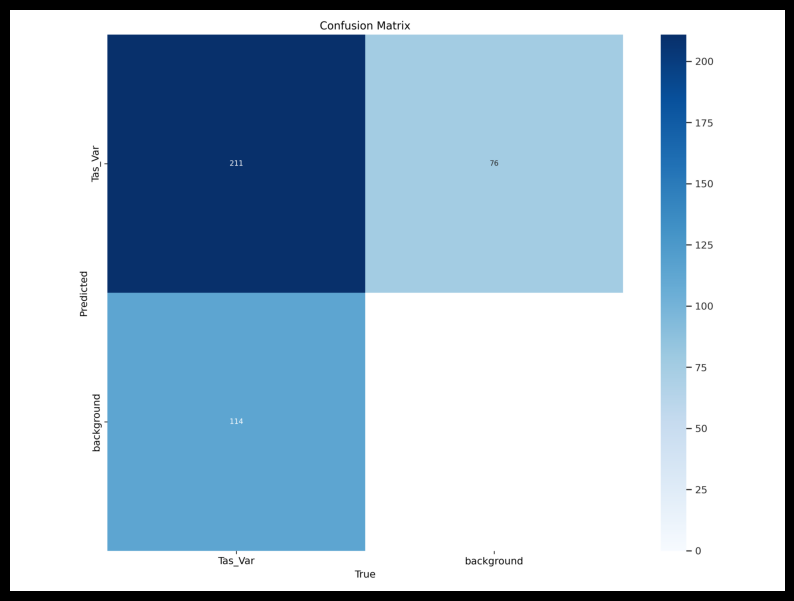 Confusion Matrix
Tas_Var
background
Predicted
211
76
114
Tas_Var
background
True
200
175
150
125
100
75
50
25
0